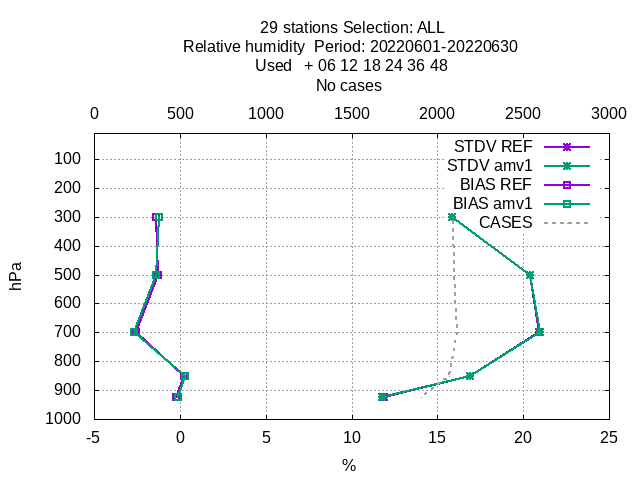 29 stations Selection: ALL
Relative humidity  Period: 20220601-20220630
Used   + 06 12 18 24 36 48
No cases
0 500 1000 1500 2000 2500 3000
STDV REF
STDV amv1
BIAS REF
BIAS amv1
CASES
100
200
300
400
500
600
700
800
900
1000
hPa
-5 0 5 10 15 20 25
%